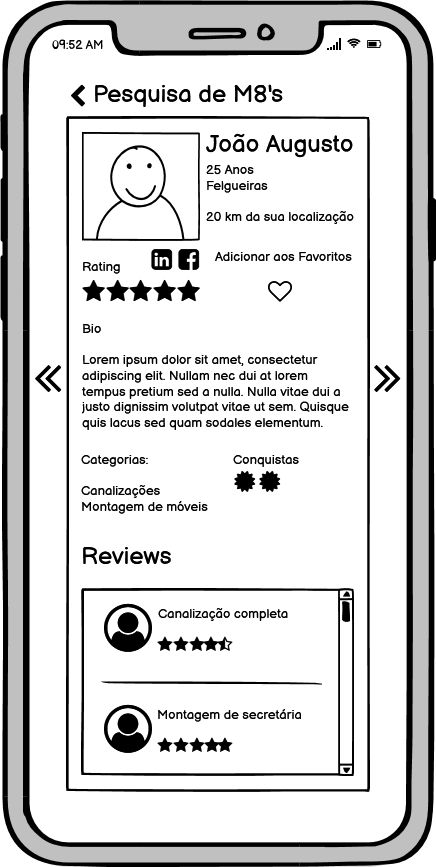 09:52 AM
Pesquisa de M8's
João Augusto
25 Anos
Felgueiras
20 km da sua localização
in f
Rating
Adicionar aos Favoritos
Bio
Lorem ipsum dolor sit amet, consectetur
adipiscing elit. Nullam nec dui at lorem
tempus pretium sed a nulla. Nulla vitae dui a
justo dignissim volutpat vitae ut sem. Quisque
quis lacus sed quam sodales elementum.
Categorias:
Conquistas
Canalizações
Montagem de móveis
Reviews
Canalização completa
Montagem de secretária